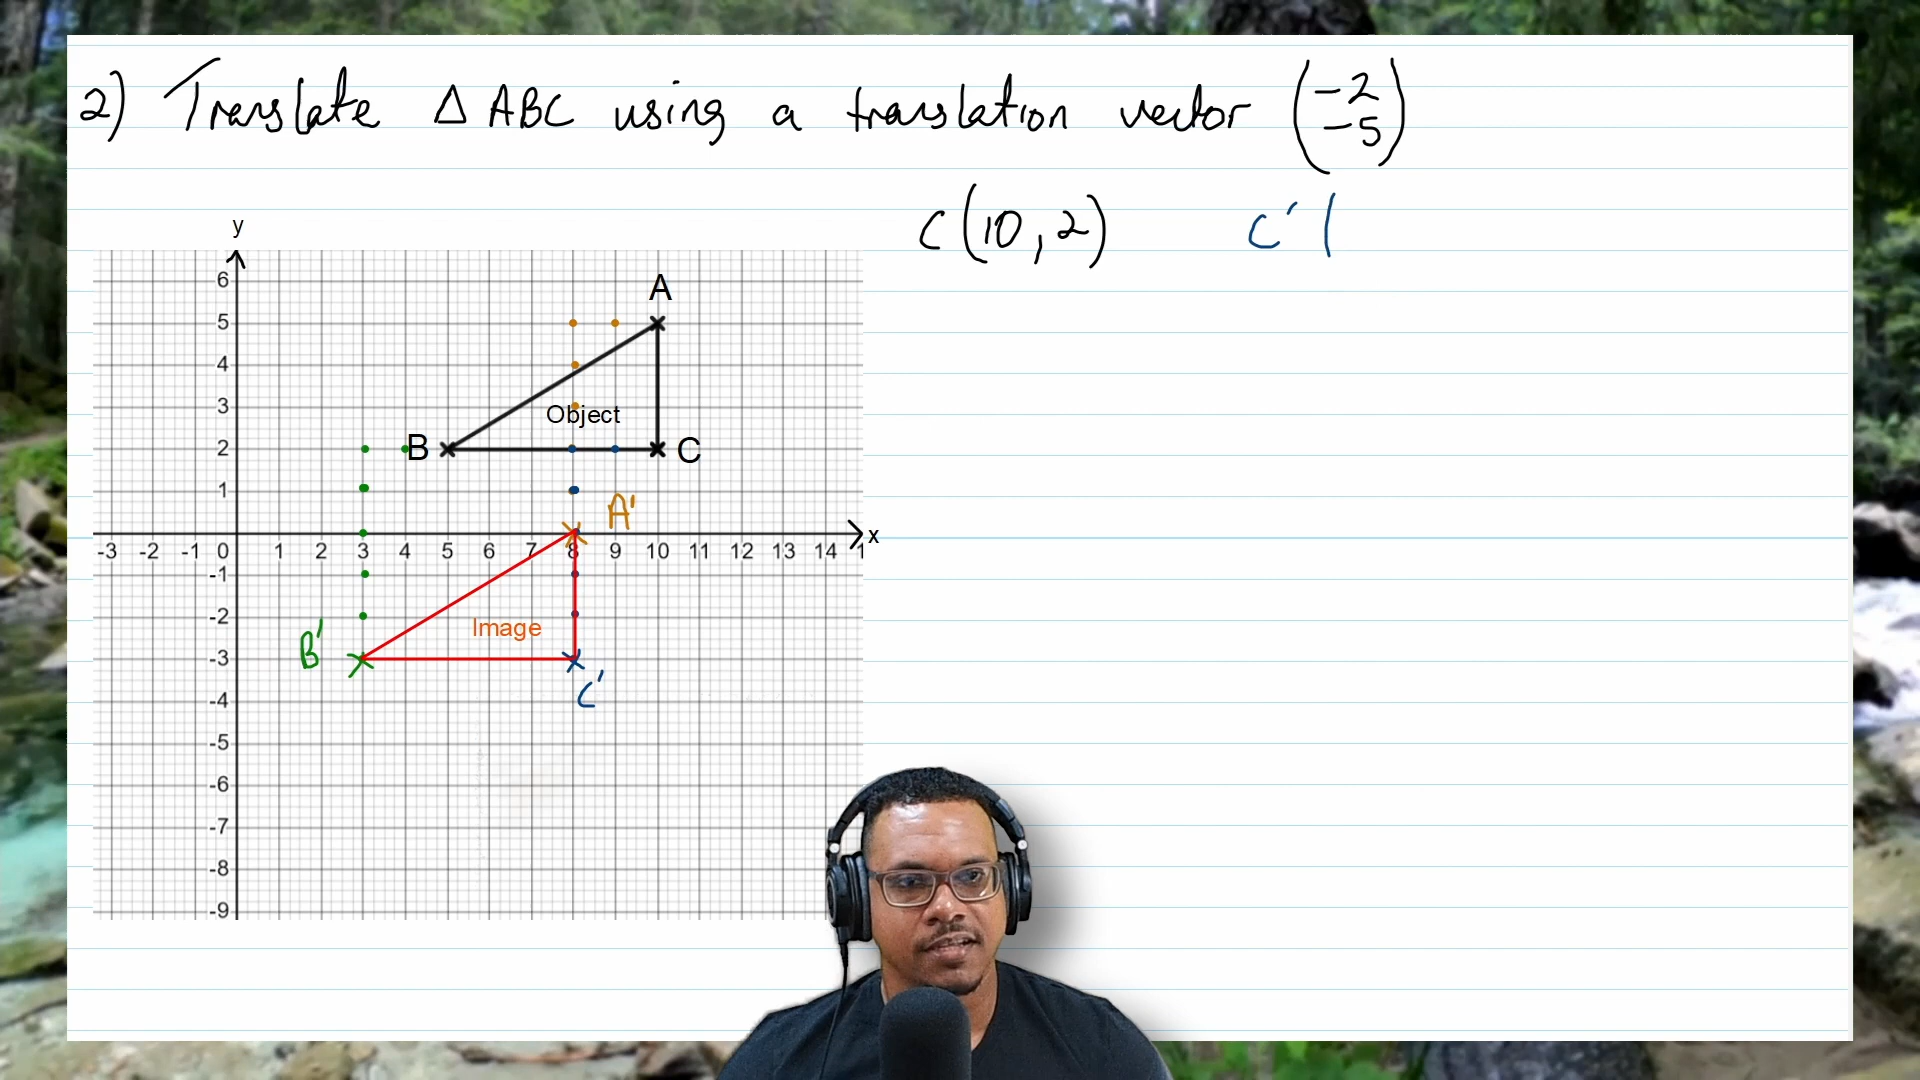 2) Translate Δ ABC using a translation vector (-2
-5)
C(10,2) C'(
y
6
A
5
4
3
Object
2 B C
1
A'
x
-3 -2 -1 0 1 2 3 4 5 6 7 8 9 10 11 12 13 14 1
-1
-2
Image
B'
-3
C'
-4
-5
-6
-7
-8
-9